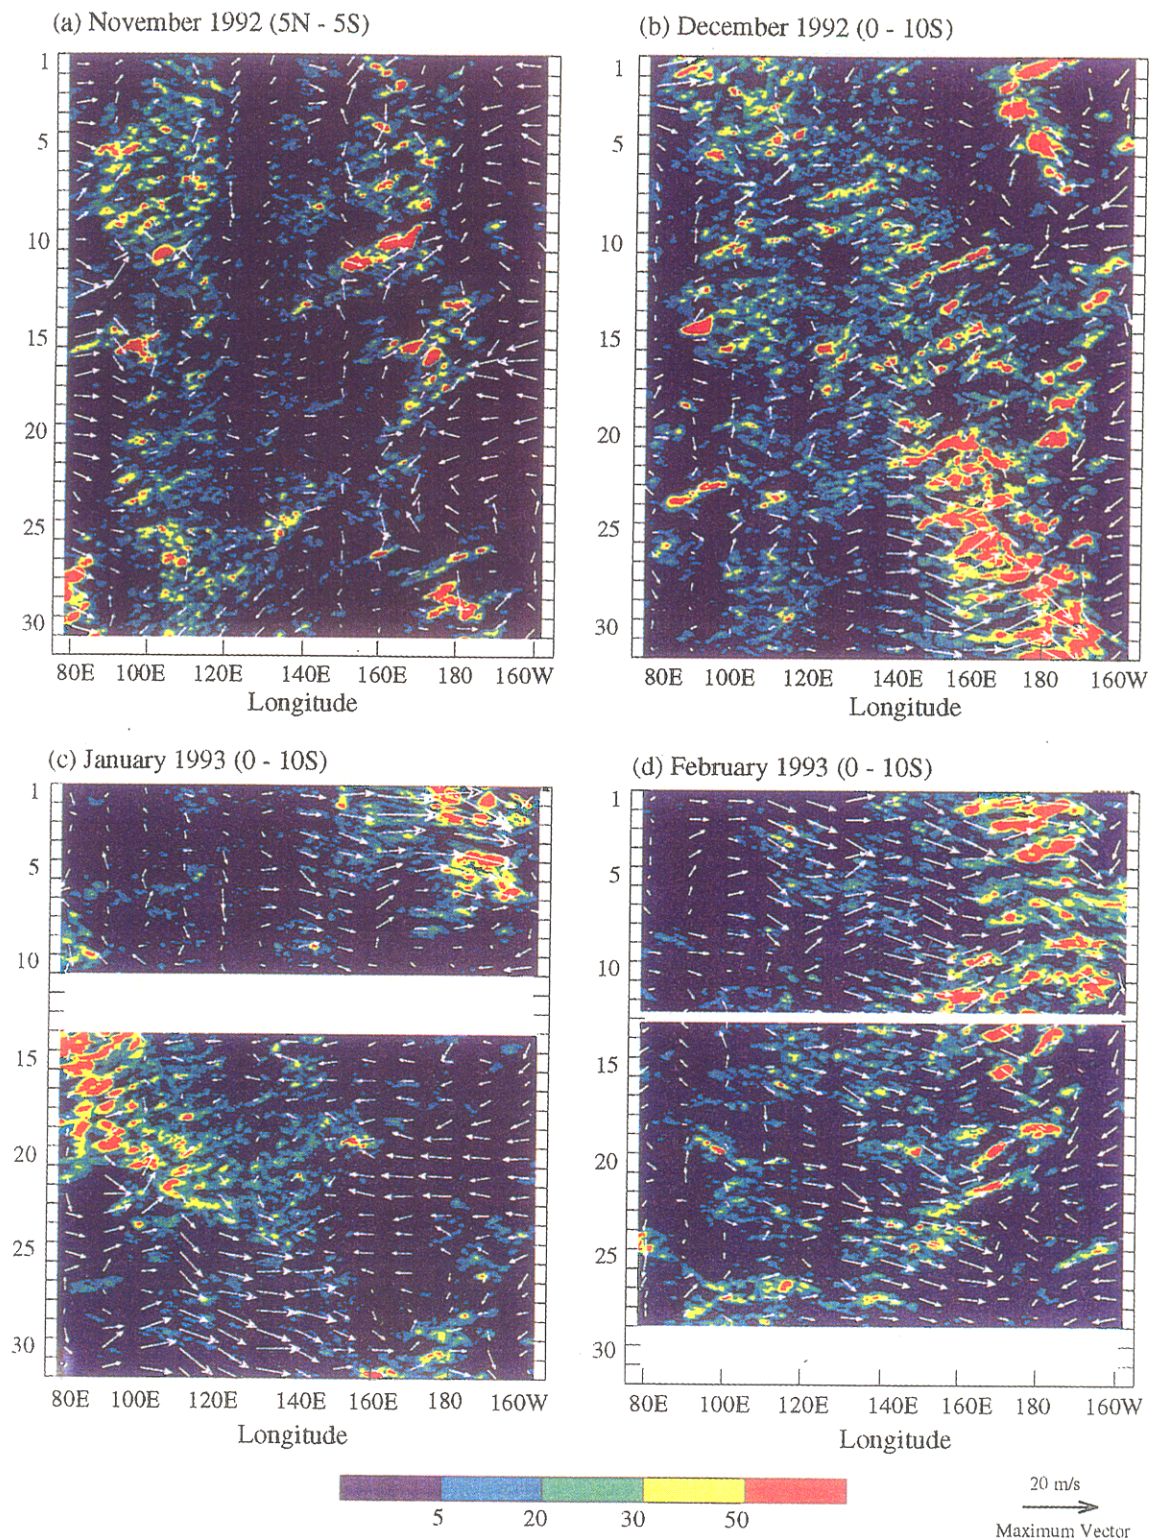 (a) November 1992 (5N - 5S)
1
5
10
15
20
25
30
80E 100E 120E 140E 160E 180 160W
Longitude
(b) December 1992 (0 - 10S)
1
5
10
15
20
25
30
80E 100E 120E 140E 160E 180 160W
Longitude
(c) January 1993 (0 - 10S)
1
5
10
15
20
25
30
80E 100E 120E 140E 160E 160W
Longitude
(d) February 1993 (0 - 10S)
1
5
10
15
20
25
30
80E 100E 120E 140E 160E 180 160W
Longitude
5 20 30 50
20 m/s
Maximum Vector